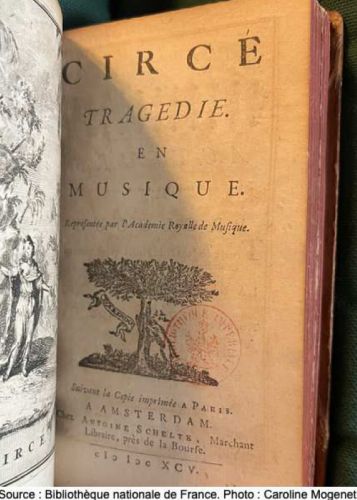 CIRCÉ
TRAGEDIE.
EN
MUSIQUE.
Representée par l'Academie Royalle de Musique.
Suivant la Copie imprimée A PARIS.
A AMSTERDAM.
Chez ANTOINE SCHELTE, Marchant
Libraire, près de la Bourse.
CIƆ IƆC XCV.
IRCÉ
Source : Bibliothèque nationale de France. Photo : Caroline Mogenet